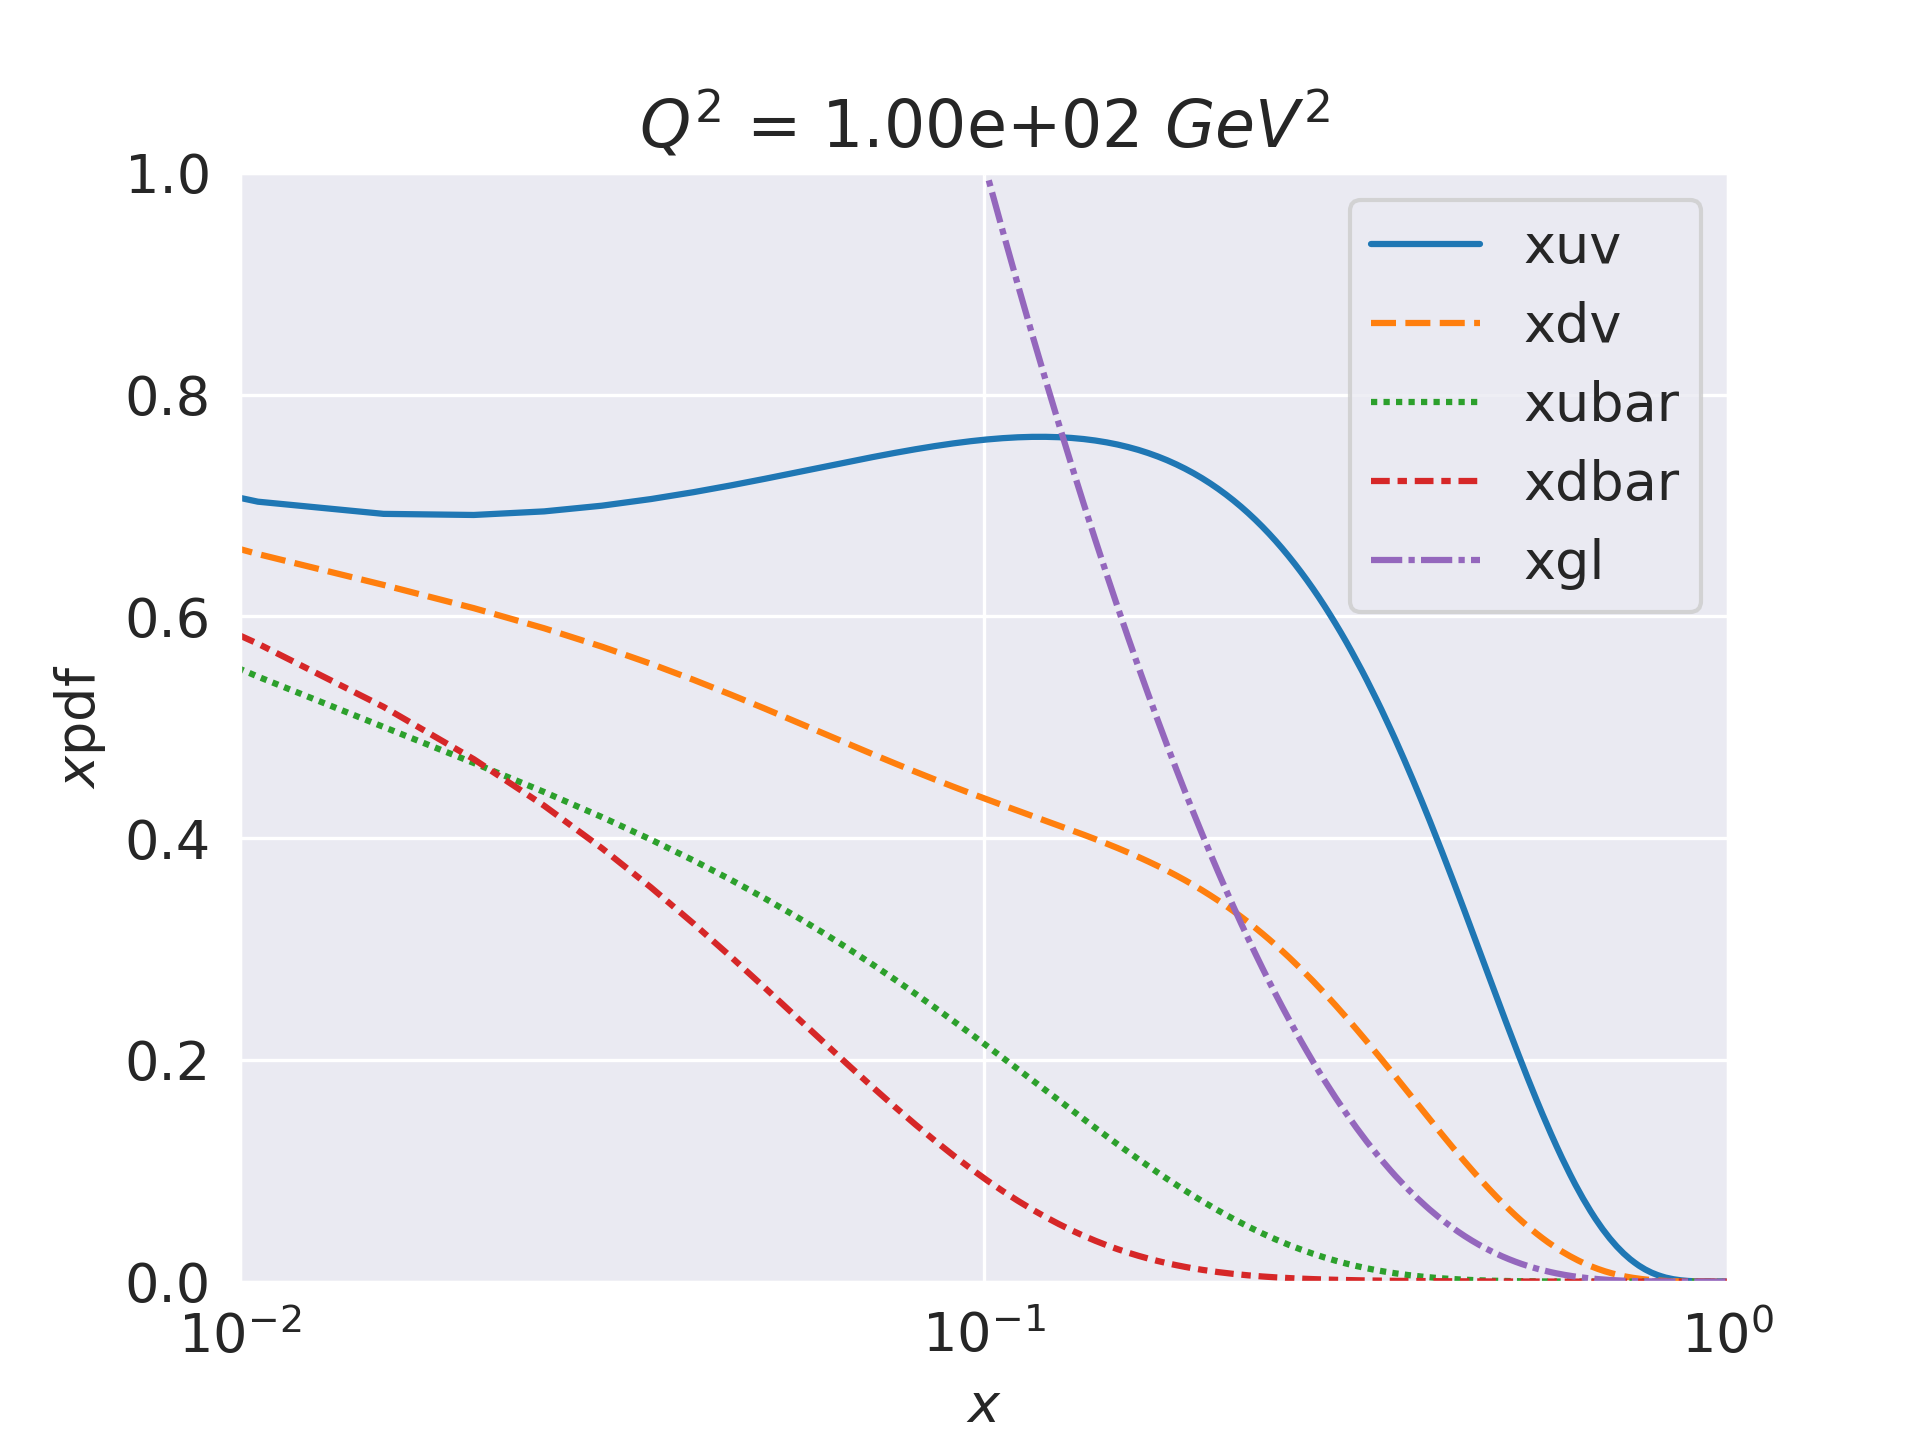 Q² = 1.00e+02 GeV²
xpdf
1.0
0.8
0.6
0.4
0.2
0.0
10⁻²
10⁻¹
10⁰
x
xuv
xdv
xubar
xdbar
xgl